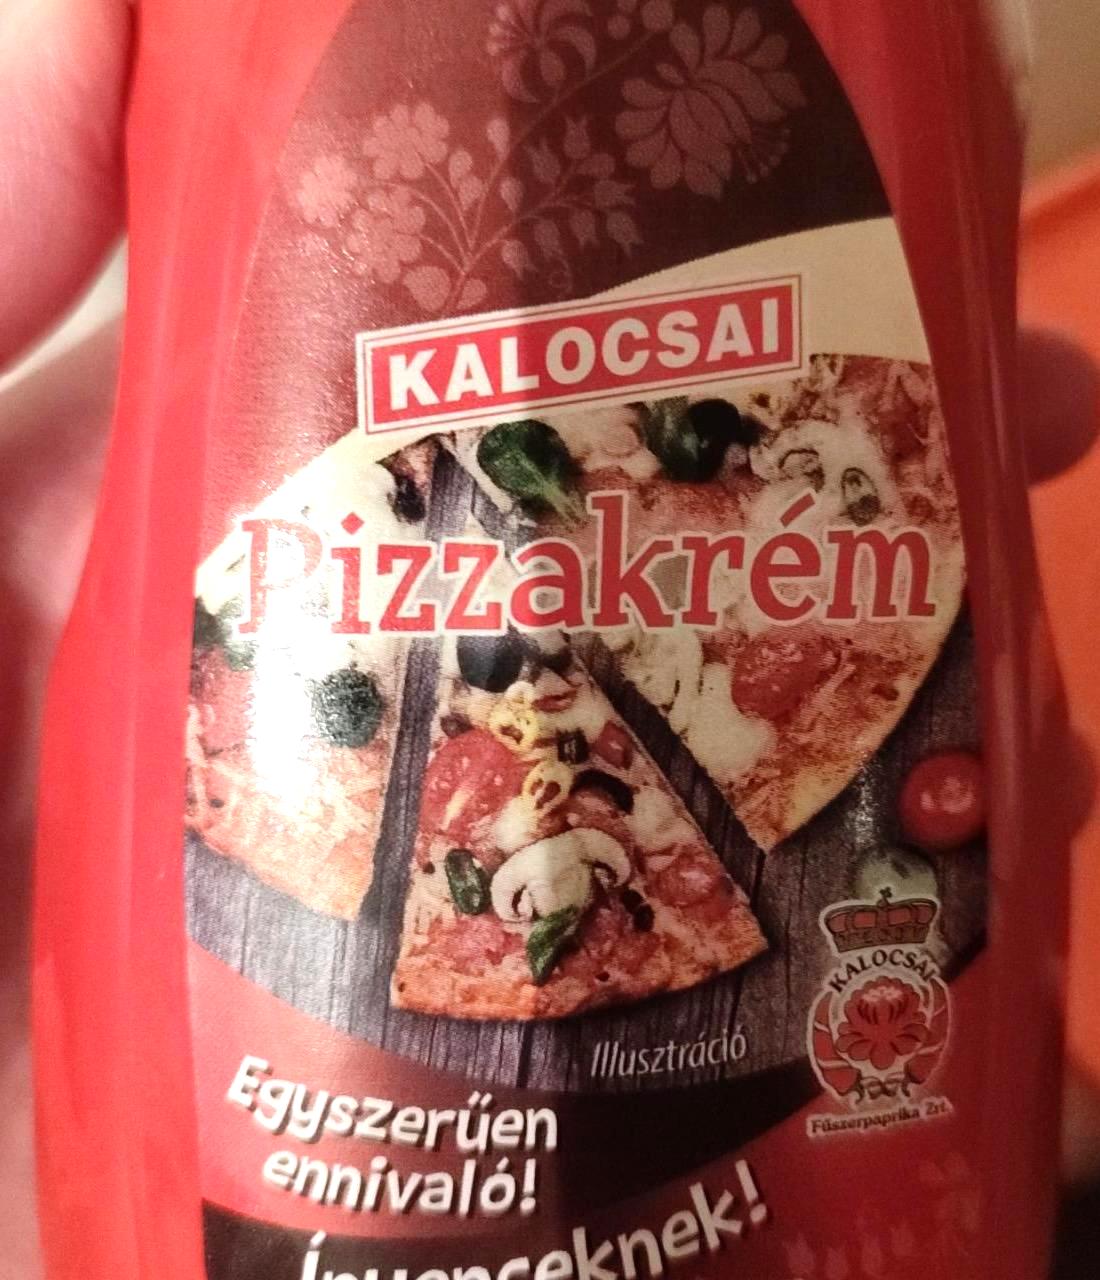 KALOCSAI
Pizzakrém
Illusztráció
KALOCSAI
Fűszerpaprika Zrt.
Egyszerűen
ennivaló!
Ínyenceknek!